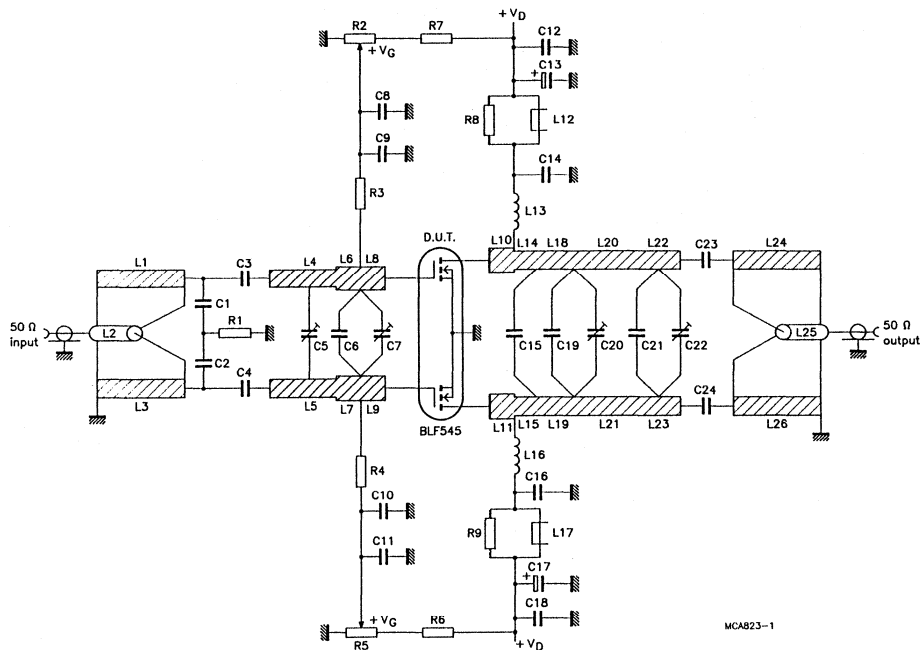 +VD
R2
R7
C12
+VG
+
C13
C8
R8
L12
C9
C14
R3
L13
D.U.T.
L10
L14
L18
L20
L22
C23
L24
L1
C3
L4
L6
L8
C1
50 Ω
input
L2
R1
C5
C6
C7
C15
C19
C20
C21
C22
L25
50 Ω
output
C2
C4
L3
L5
L7
L9
BLF545
L11
L15
L19
L21
L23
C24
L26
R4
L16
C16
C10
R9
L17
C11
+
C17
C18
+VG
R5
R6
+VD
MCA823-1